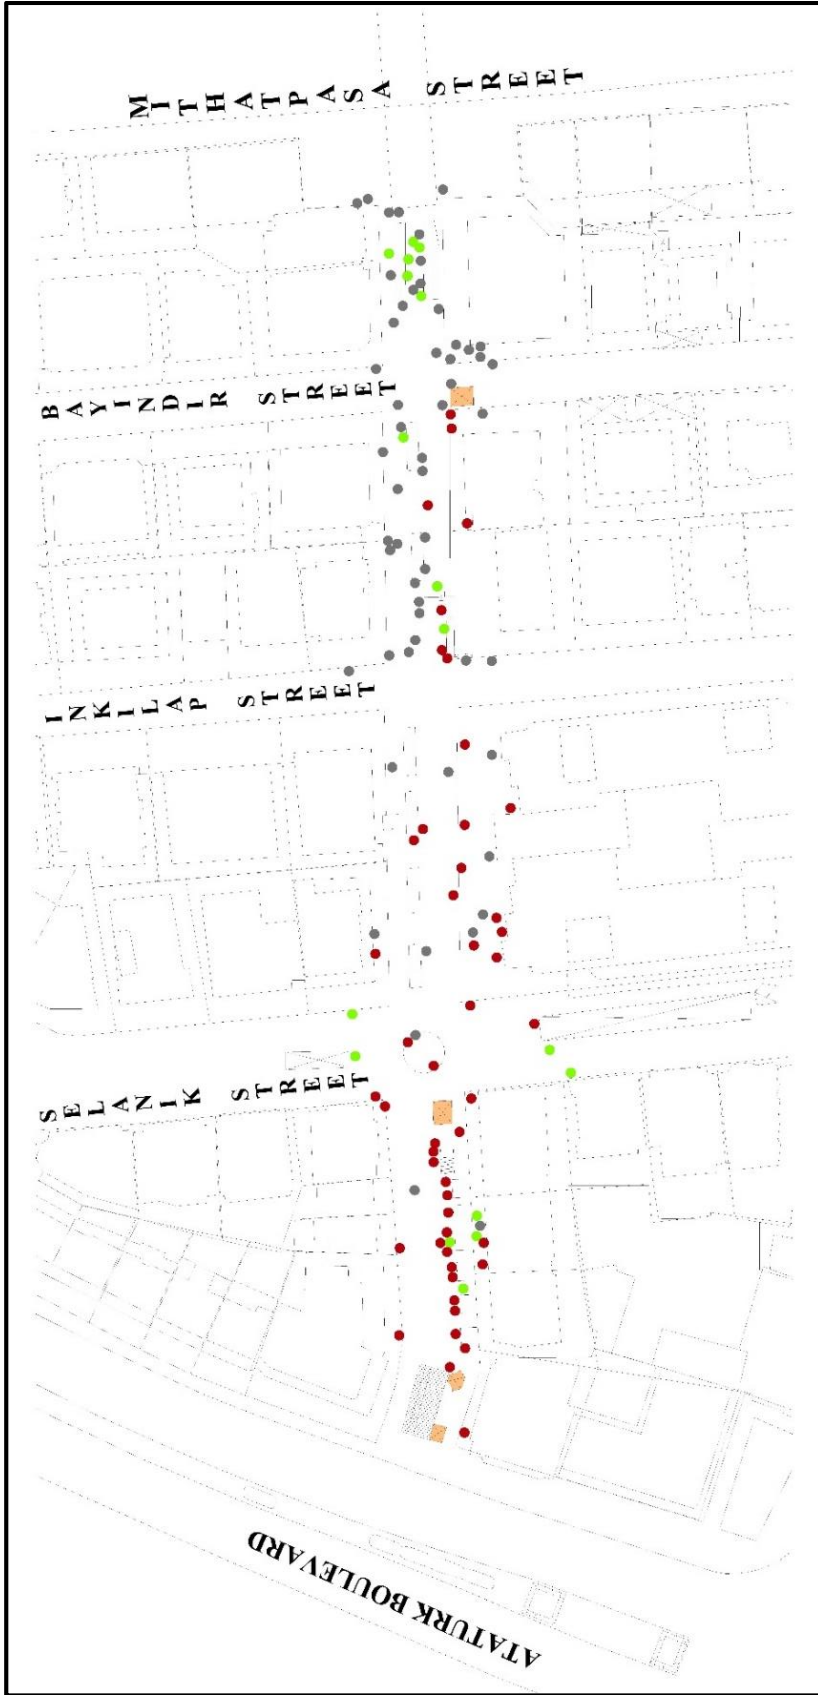 MITHATPASA STREET
BAYINDIR STREET
INKILAP STREET
SELANIK STREET
ATATURK BOULEVARD